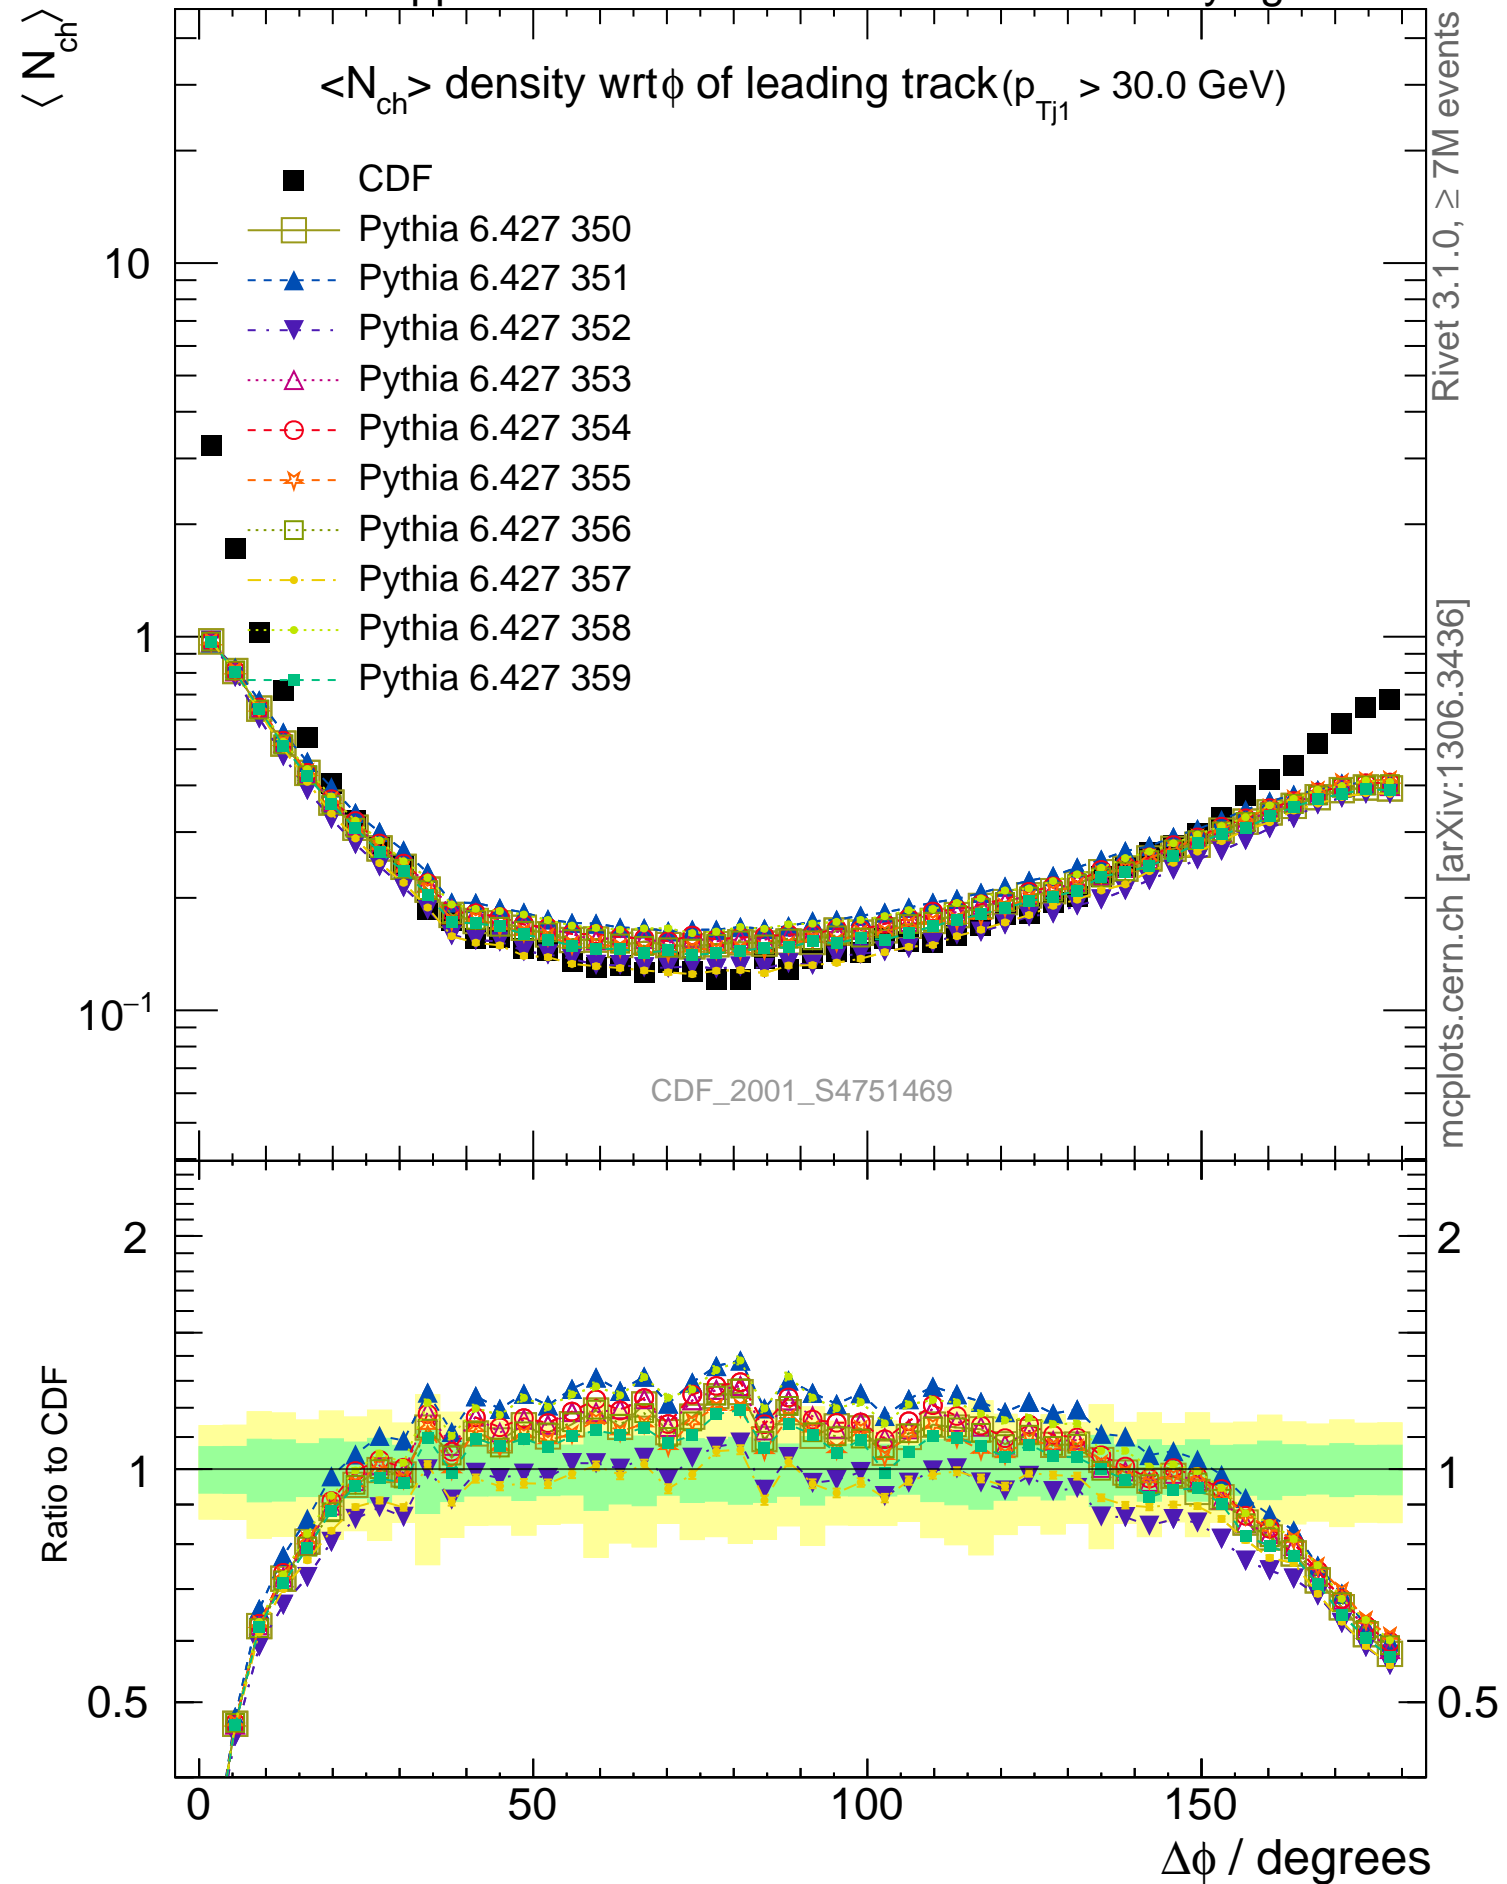 ⟨ N_ch ⟩
<N_ch> density wrt ϕ of leading track (p_Tj1 > 30.0 GeV)
CDF
Pythia 6.427 350
Pythia 6.427 351
Pythia 6.427 352
Pythia 6.427 353
Pythia 6.427 354
Pythia 6.427 355
Pythia 6.427 356
Pythia 6.427 357
Pythia 6.427 358
Pythia 6.427 359
10
1
10⁻¹
CDF_2001_S4751469
Rivet 3.1.0, ≥ 7M events
mcplots.cern.ch [arXiv:1306.3436]
Ratio to CDF
2
1
0.5
2
1
0.5
0
50
100
150
Δϕ / degrees